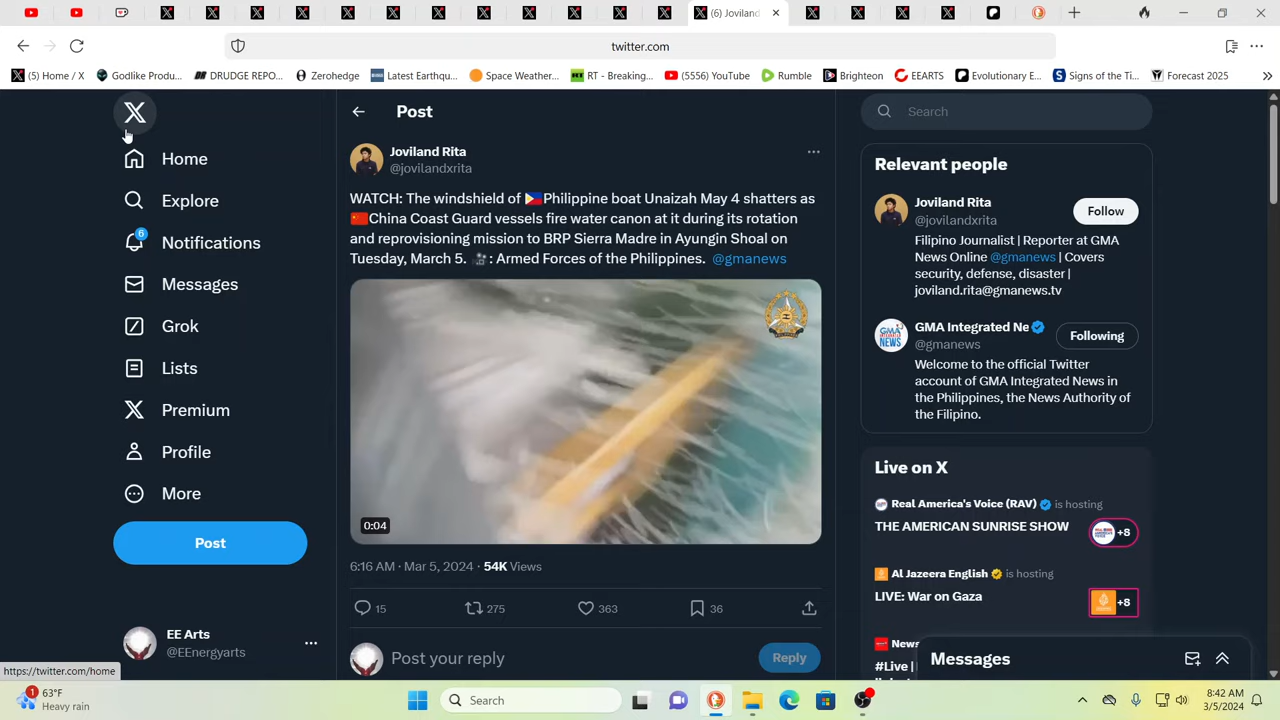 (6) Joviland
twitter.com
(5) Home / X
Godlike Produ...
DRUDGE REPO...
Zerohedge
Latest Earthqu...
Space Weather...
RT - Breaking...
(5556) YouTube
Rumble
Brighteon
EEARTS
Evolutionary E...
Signs of the Ti...
Forecast 2025
Home
Explore
6
Notifications
Messages
Grok
Lists
Premium
Profile
More
Post
EE Arts
@EEnergyarts
https://twitter.com/home
Post
Joviland Rita
@jovilandxrita
WATCH: The windshield of 🇵🇭Philippine boat Unaizah May 4 shatters as
🇨🇳China Coast Guard vessels fire water canon at it during its rotation
and reprovisioning mission to BRP Sierra Madre in Ayungin Shoal on
Tuesday, March 5. 🎥: Armed Forces of the Philippines. @gmanews
0:04
6:16 AM · Mar 5, 2024 · 54K Views
15
275
363
36
Post your reply
Reply
Search
Relevant people
Joviland Rita
@jovilandxrita
Follow
Filipino Journalist | Reporter at GMA
News Online @gmanews | Covers
security, defense, disaster |
joviland.rita@gmanews.tv
GMA Integrated Ne
@gmanews
Following
Welcome to the official Twitter
account of GMA Integrated News in
the Philippines, the News Authority of
the Filipino.
Live on X
Real America's Voice (RAV) is hosting
THE AMERICAN SUNRISE SHOW
+8
Al Jazeera English is hosting
LIVE: War on Gaza
+8
News
#Live
Messages
1
63°F
Heavy rain
Search
8:42 AM
3/5/2024